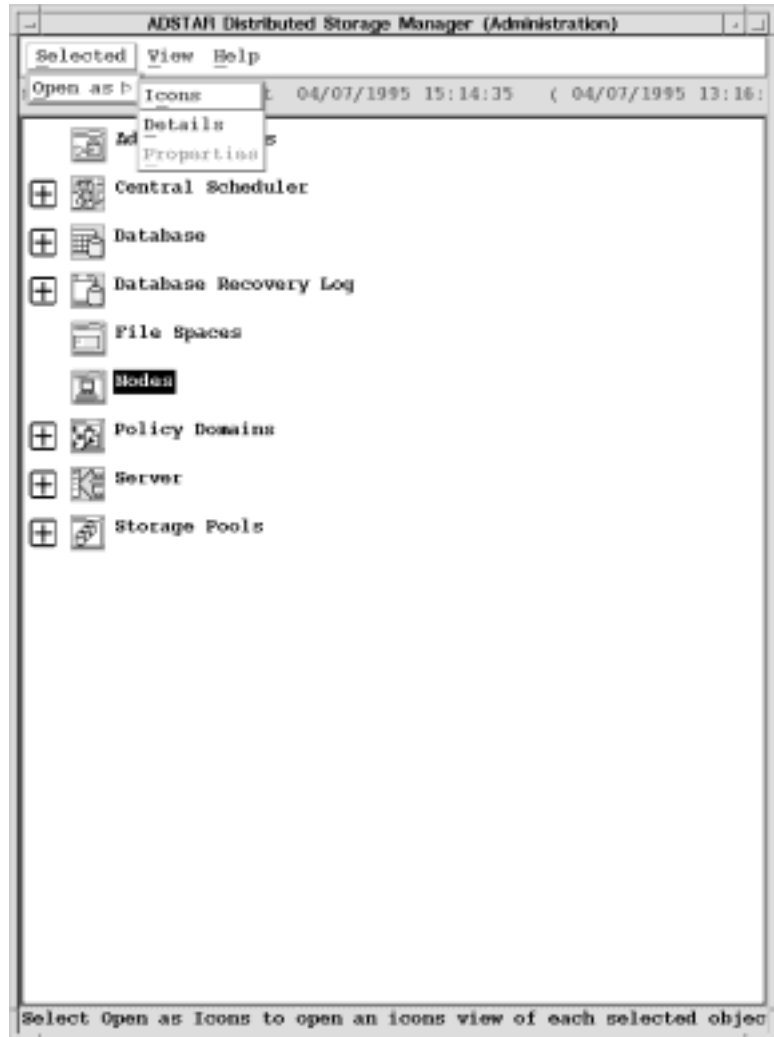 ADSTAR Distributed Storage Manager (Administration)
Selected View Help
Open as
Icons
04/07/1995 15:14:35 ( 04/07/1995 13:16:
Details
Properties
Central Scheduler
Database
Database Recovery Log
File Spaces
Nodes
Policy Domains
Server
Storage Pools
Select Open as Icons to open an icons view of each selected objec